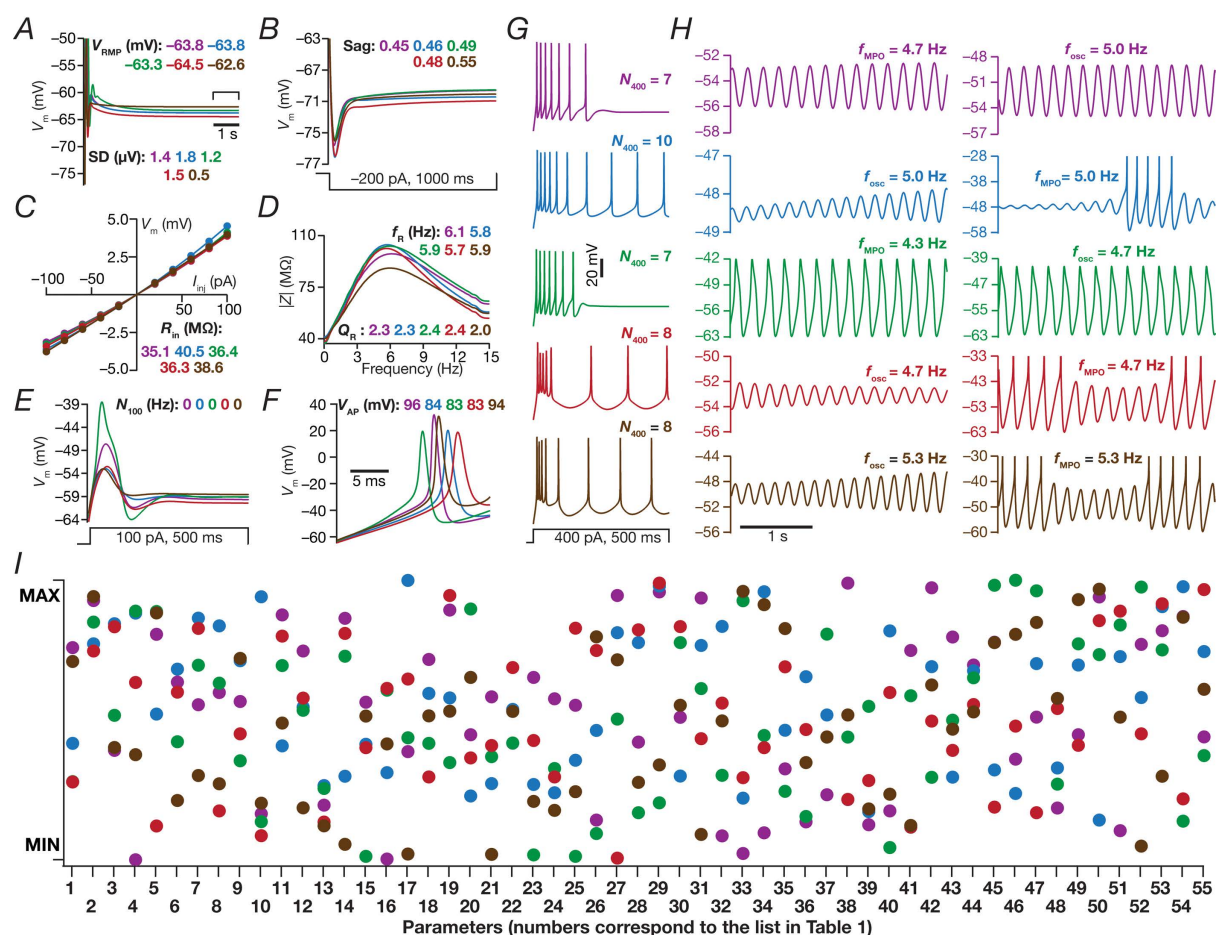 A
V_RMP (mV): −63.8 −63.8
−63.3 −64.5 −62.6
−50
−55
−60
−65
−70
−75
V_m (mV)
1 s
SD (µV): 1.4 1.8 1.2
1.5 0.5
B
Sag: 0.45 0.46 0.49
0.48 0.55
−63
−67
−71
−75
−77
V_m (mV)
−200 pA, 1000 ms
C
5.0
V_m (mV)
2.5
−100 −50
I_inj (pA)
50 100
−2.5
−5.0
R_in (MΩ):
35.1 40.5 36.4
36.3 38.6
D
f_R (Hz): 6.1 5.8
5.9 5.7 5.9
110
75
40
|Z| (MΩ)
Q_R : 2.3 2.3 2.4 2.4 2.0
0 3 6 9 12 15
Frequency (Hz)
E
N_100 (Hz): 0 0 0 0 0
−39
−49
−54
−59
−64
V_m (mV)
100 pA, 500 ms
F
V_AP (mV): 96 84 83 83 94
40
20
0
−20
−40
−60
V_m (mV)
5 ms
G
N_400 = 7
N_400 = 10
N_400 = 7
20 mV
N_400 = 8
N_400 = 8
400 pA, 500 ms
H
f_MPO = 4.7 Hz
−52
−54
−56
−58
f_osc = 5.0 Hz
−48
−51
−54
−57
f_osc = 5.0 Hz
−47
−48
−49
f_MPO = 5.0 Hz
−28
−38
−48
−58
f_MPO = 4.3 Hz
−42
−49
−56
−63
f_osc = 4.7 Hz
−39
−47
−55
−63
f_osc = 4.7 Hz
−50
−52
−54
−56
f_MPO = 4.7 Hz
−33
−43
−53
−63
f_osc = 5.3 Hz
−44
−48
−52
−56
f_MPO = 5.3 Hz
−30
−40
−50
−60
1 s
I
MAX
MIN
1 3 5 7 9 11 13 15 17 19 21 23 25 27 29 31 33 35 37 39 41 43 45 47 49 51 53 55
2 4 6 8 10 12 14 16 18 20 22 24 26 28 30 32 34 36 38 40 42 44 46 48 50 52 54
Parameters (numbers correspond to the list in Table 1)